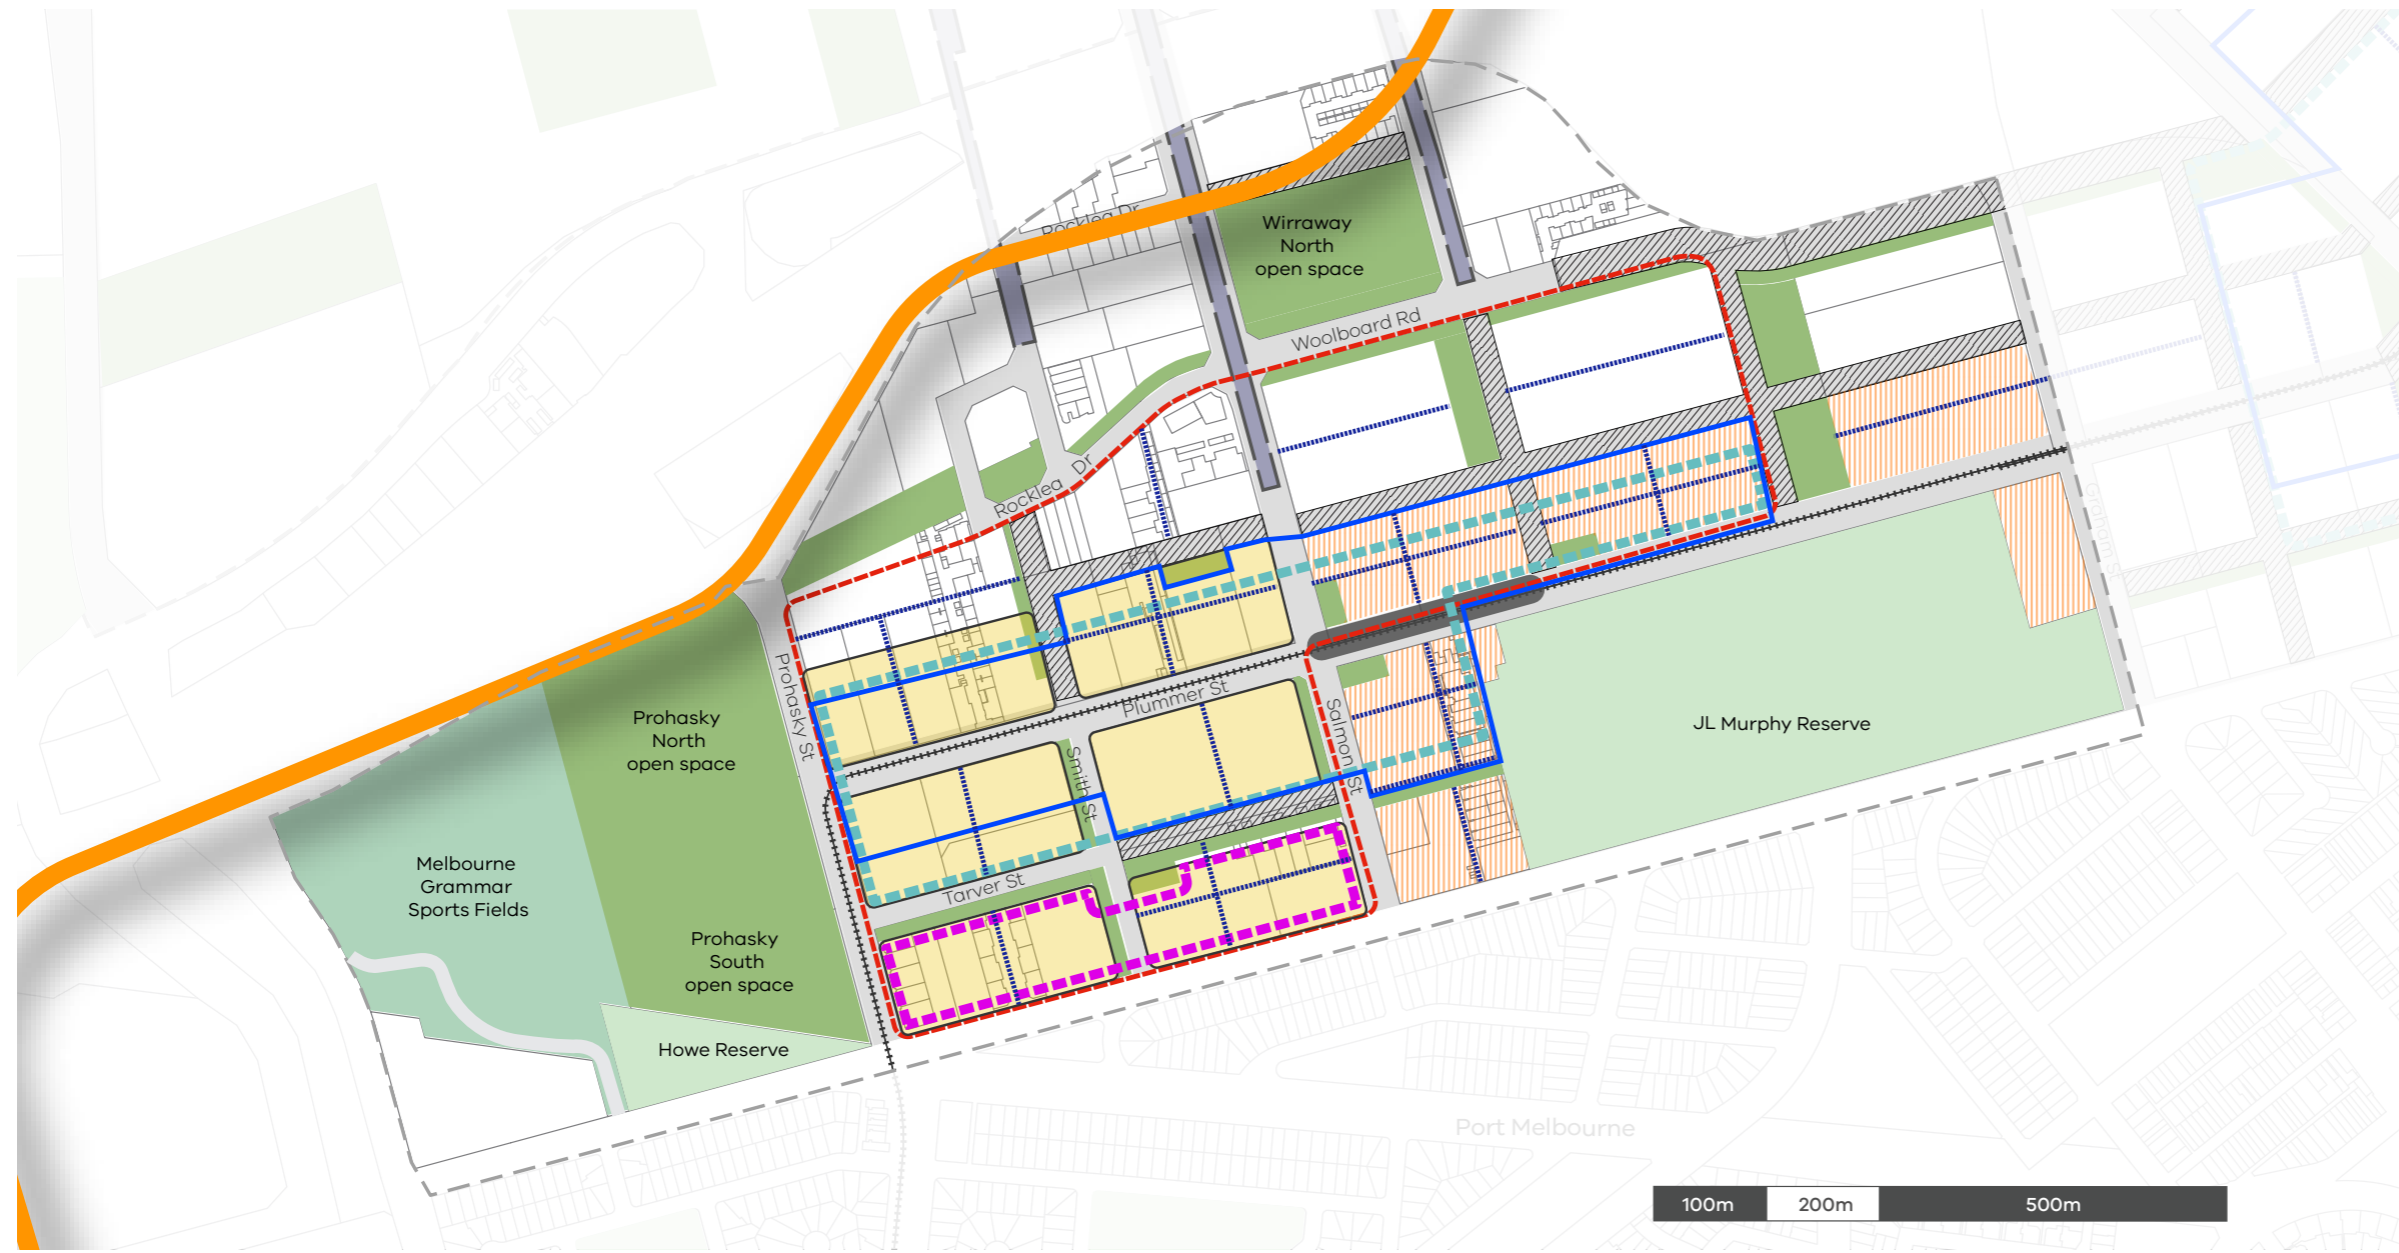 Rocklea Dr
Wirraway
North
open space
Woolboard Rd
Rocklea
Dr
Prohasky
North
open space
Prohasky St
Plummer St
Salmon St
Smith St
JL Murphy Reserve
Melbourne
Grammar
Sports Fields
Tarver St
Prohasky
South
open space
Howe Reserve
Port Melbourne
100m
200m
500m